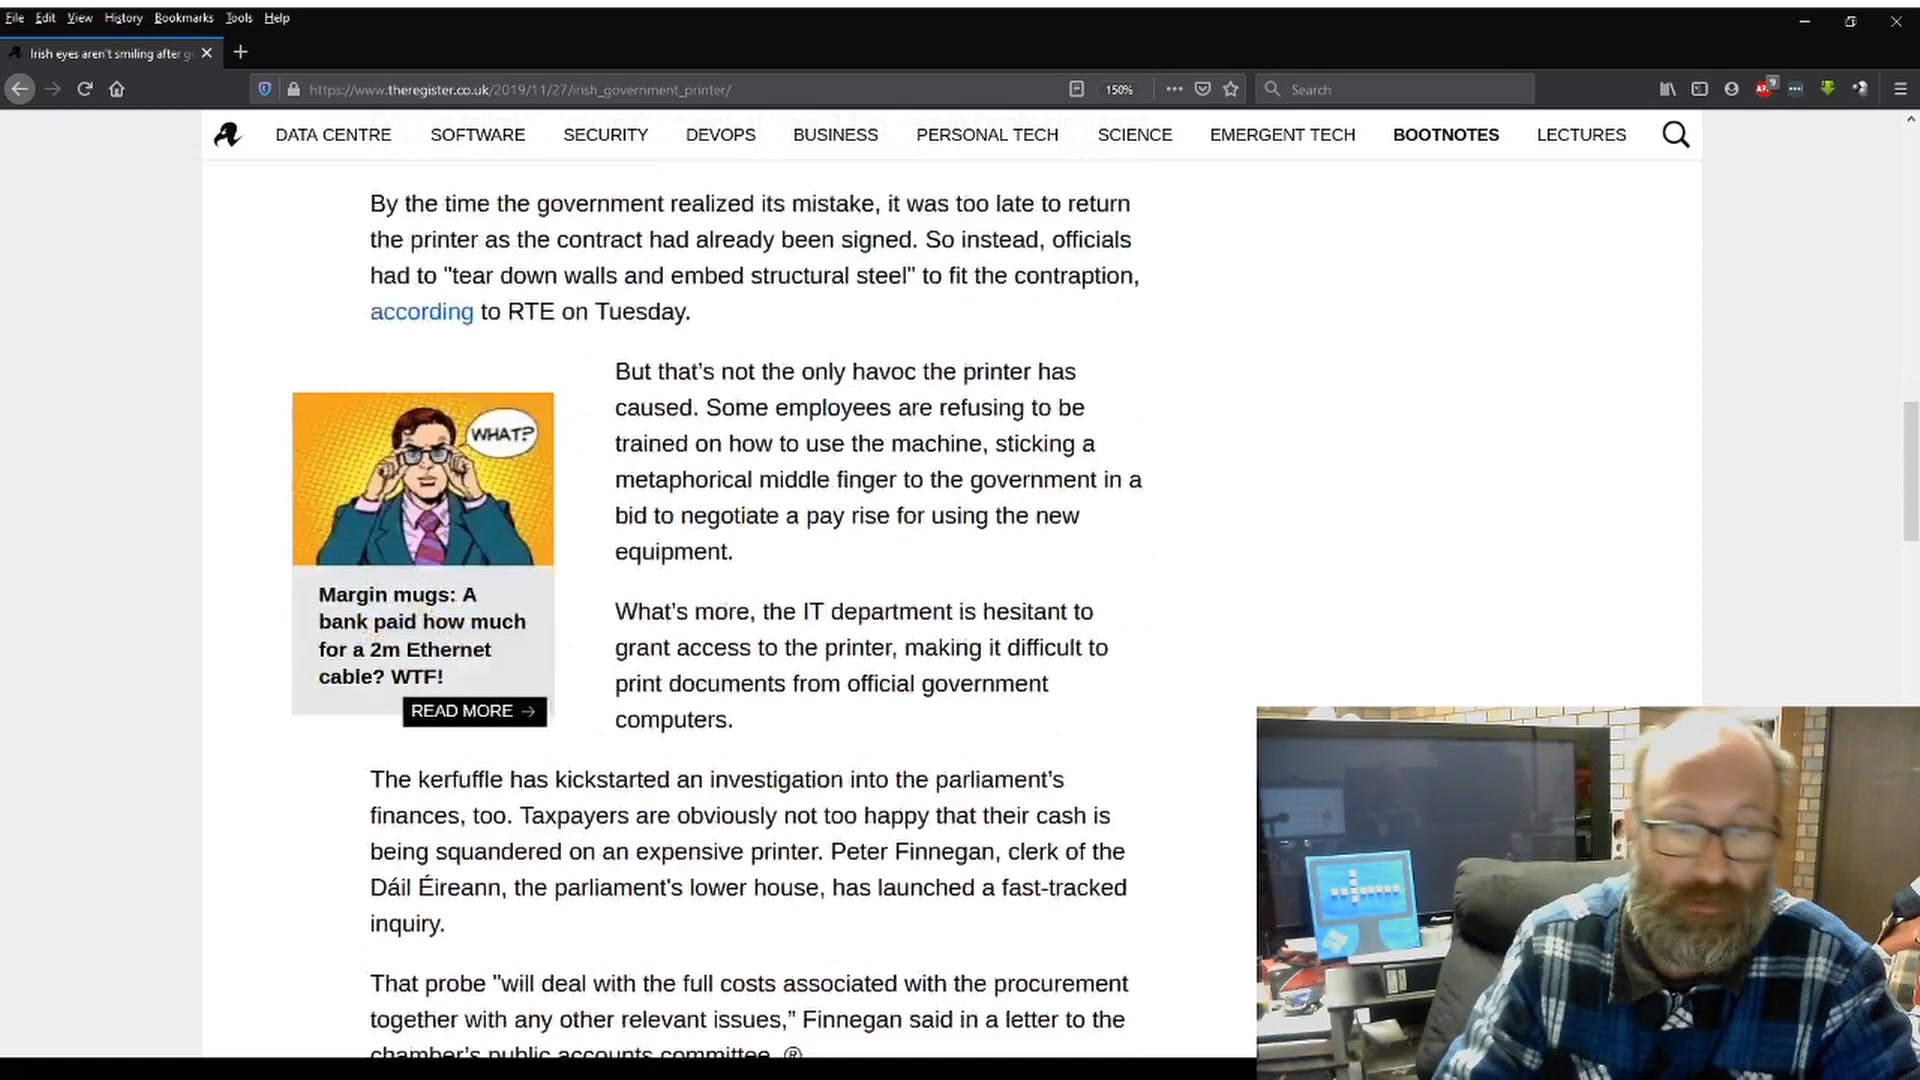 File Edit View History Bookmarks Tools Help
Irish eyes aren't smiling after g
https://www.theregister.co.uk/2019/11/27/irish_government_printer/
150%
Search
9
DATA CENTRE SOFTWARE SECURITY DEVOPS BUSINESS PERSONAL TECH SCIENCE EMERGENT TECH BOOTNOTES LECTURES
By the time the government realized its mistake, it was too late to return
the printer as the contract had already been signed. So instead, officials
had to "tear down walls and embed structural steel" to fit the contraption,
according to RTE on Tuesday.
But that's not the only havoc the printer has
caused. Some employees are refusing to be
trained on how to use the machine, sticking a
metaphorical middle finger to the government in a
bid to negotiate a pay rise for using the new
equipment.
WHAT?
Margin mugs: A
bank paid how much
for a 2m Ethernet
cable? WTF!
READ MORE →
What's more, the IT department is hesitant to
grant access to the printer, making it difficult to
print documents from official government
computers.
The kerfuffle has kickstarted an investigation into the parliament's
finances, too. Taxpayers are obviously not too happy that their cash is
being squandered on an expensive printer. Peter Finnegan, clerk of the
Dáil Éireann, the parliament's lower house, has launched a fast-tracked
inquiry.
That probe "will deal with the full costs associated with the procurement
together with any other relevant issues," Finnegan said in a letter to the
chamber's public accounts committee. ®